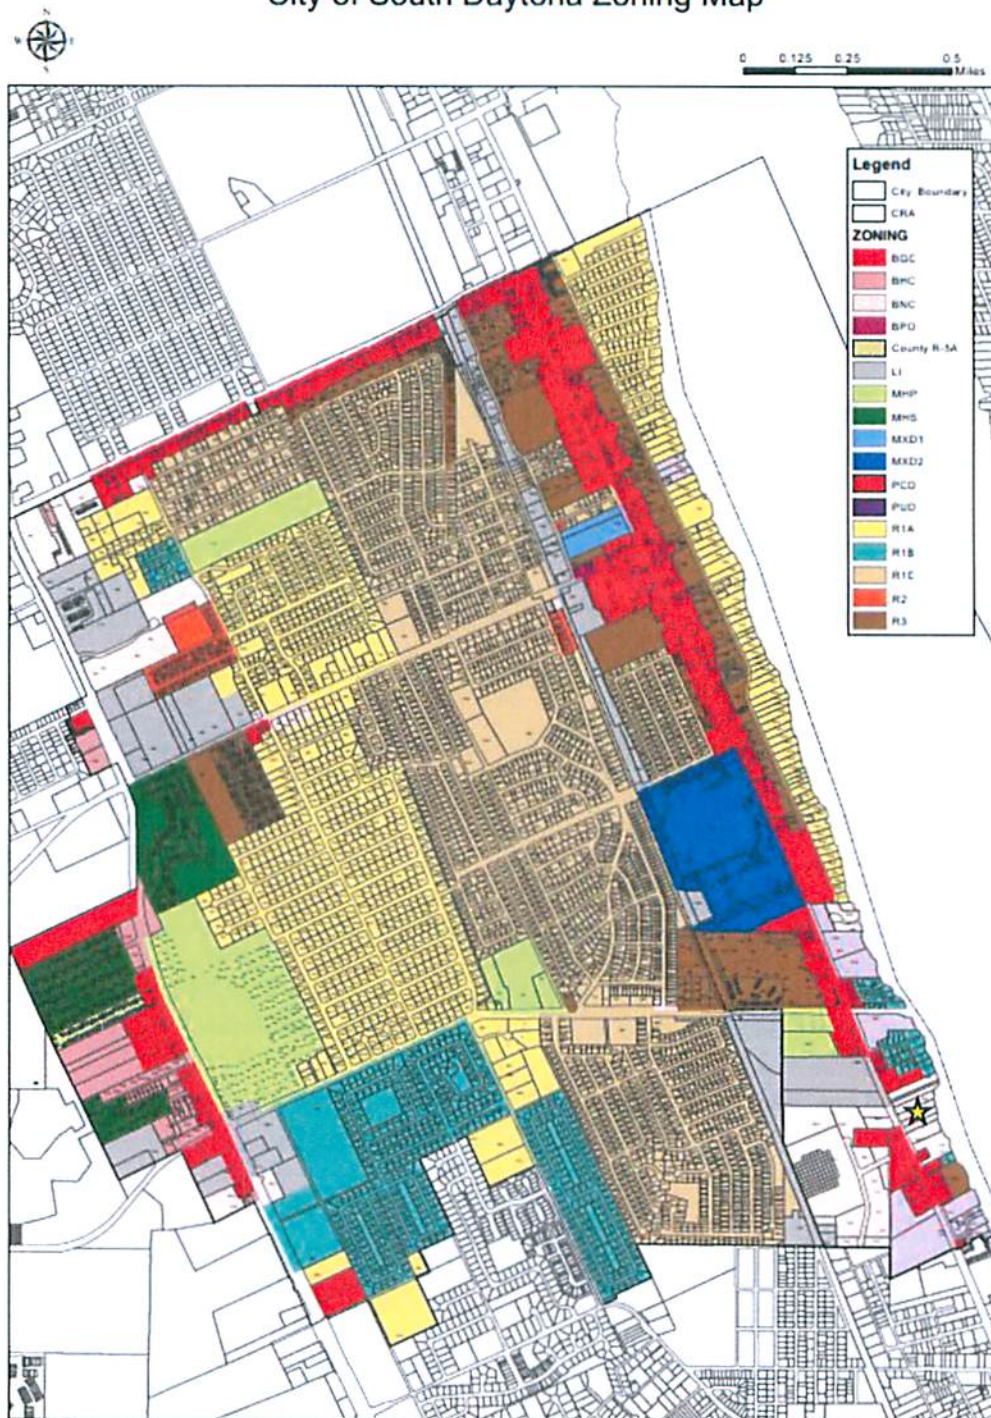 City of South Daytona Zoning Map
N
W E
S
0 0.125 0.25 0.5
Miles
Legend
City Boundary
CRA
ZONING
BGC
BHC
BNC
BPO
County R-5A
LI
MHP
MHS
MXD1
MXD2
PCD
PUD
R1A
R1B
R1C
R2
R3